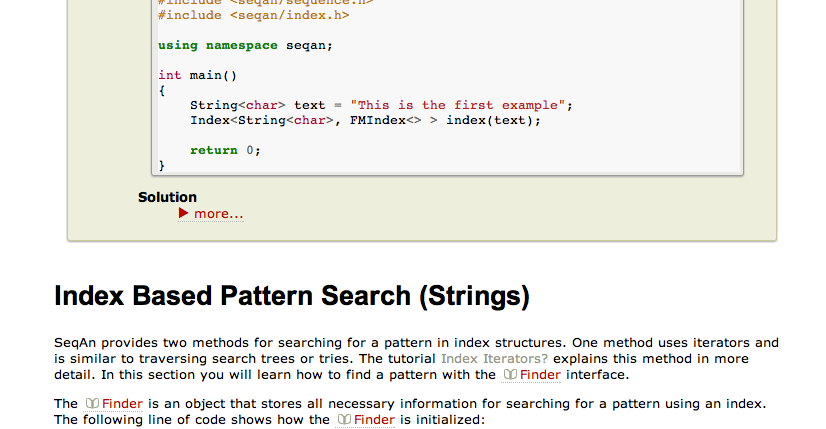 #include <seqan/sequence.h>
#include <seqan/index.h>
using namespace seqan;
int main()
{
String<char> text = "This is the first example";
Index<String<char>, FMIndex<> > index(text);
return 0;
}
Solution
more...
Index Based Pattern Search (Strings)
SeqAn provides two methods for searching for a pattern in index structures. One method uses iterators and
is similar to traversing search trees or tries. The tutorial Index Iterators? explains this method in more
detail. In this section you will learn how to find a pattern with the Finder interface.
The Finder is an object that stores all necessary information for searching for a pattern using an index.
The following line of code shows how the Finder is initialized: